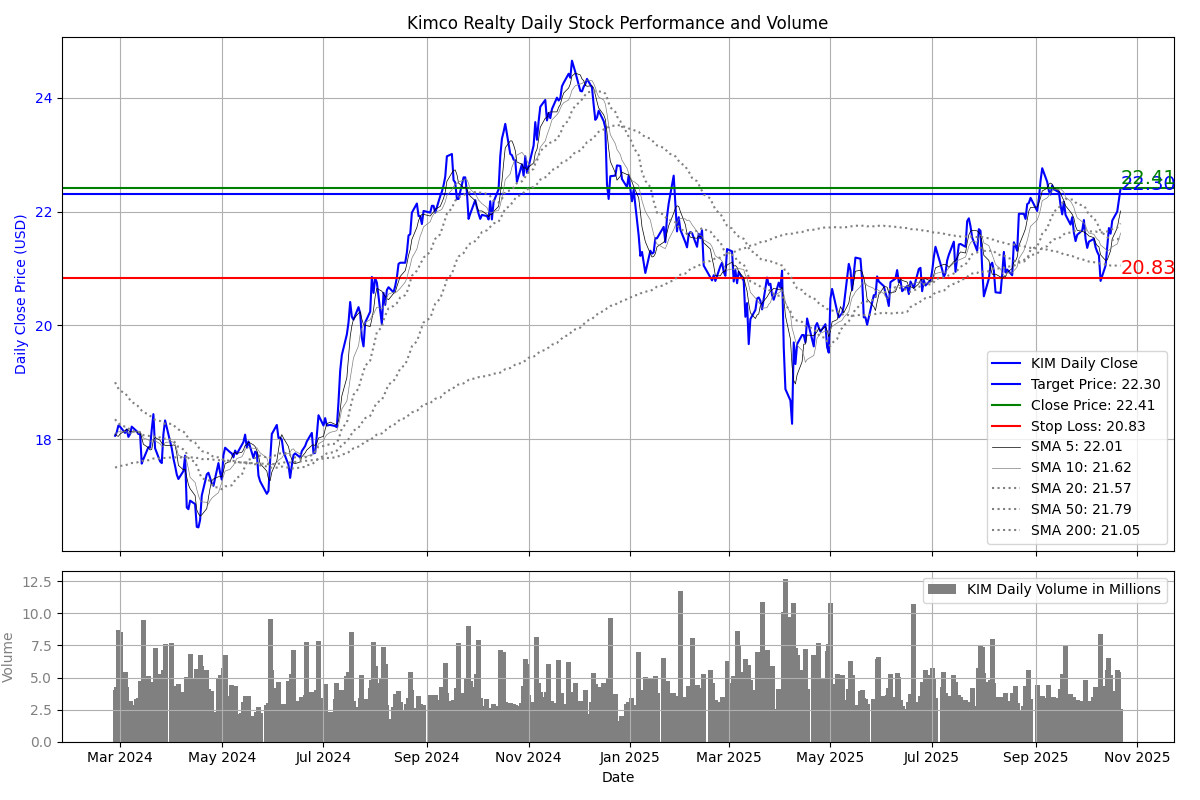 Kimco Realty Daily Stock Performance and Volume
Daily Close Price (USD)
24
22
20
18
22.41
22.30
20.83
KIM Daily Close
Target Price: 22.30
Close Price: 22.41
Stop Loss: 20.83
SMA 5: 22.01
SMA 10: 21.62
SMA 20: 21.57
SMA 50: 21.79
SMA 200: 21.05
Volume
12.5
10.0
7.5
5.0
2.5
0.0
KIM Daily Volume in Millions
Mar 2024 May 2024 Jul 2024 Sep 2024 Nov 2024 Jan 2025 Mar 2025 May 2025 Jul 2025 Sep 2025 Nov 2025
Date